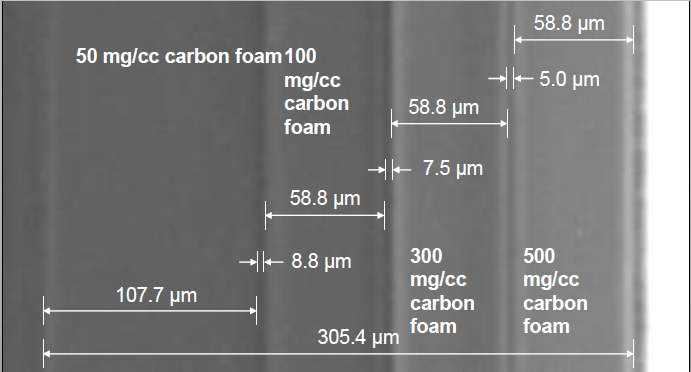 58.8 µm
50 mg/cc carbon foam
100
mg/cc
carbon
foam
5.0 µm
58.8 µm
7.5 µm
58.8 µm
8.8 µm
300
mg/cc
carbon
foam
500
mg/cc
carbon
foam
107.7 µm
305.4 µm